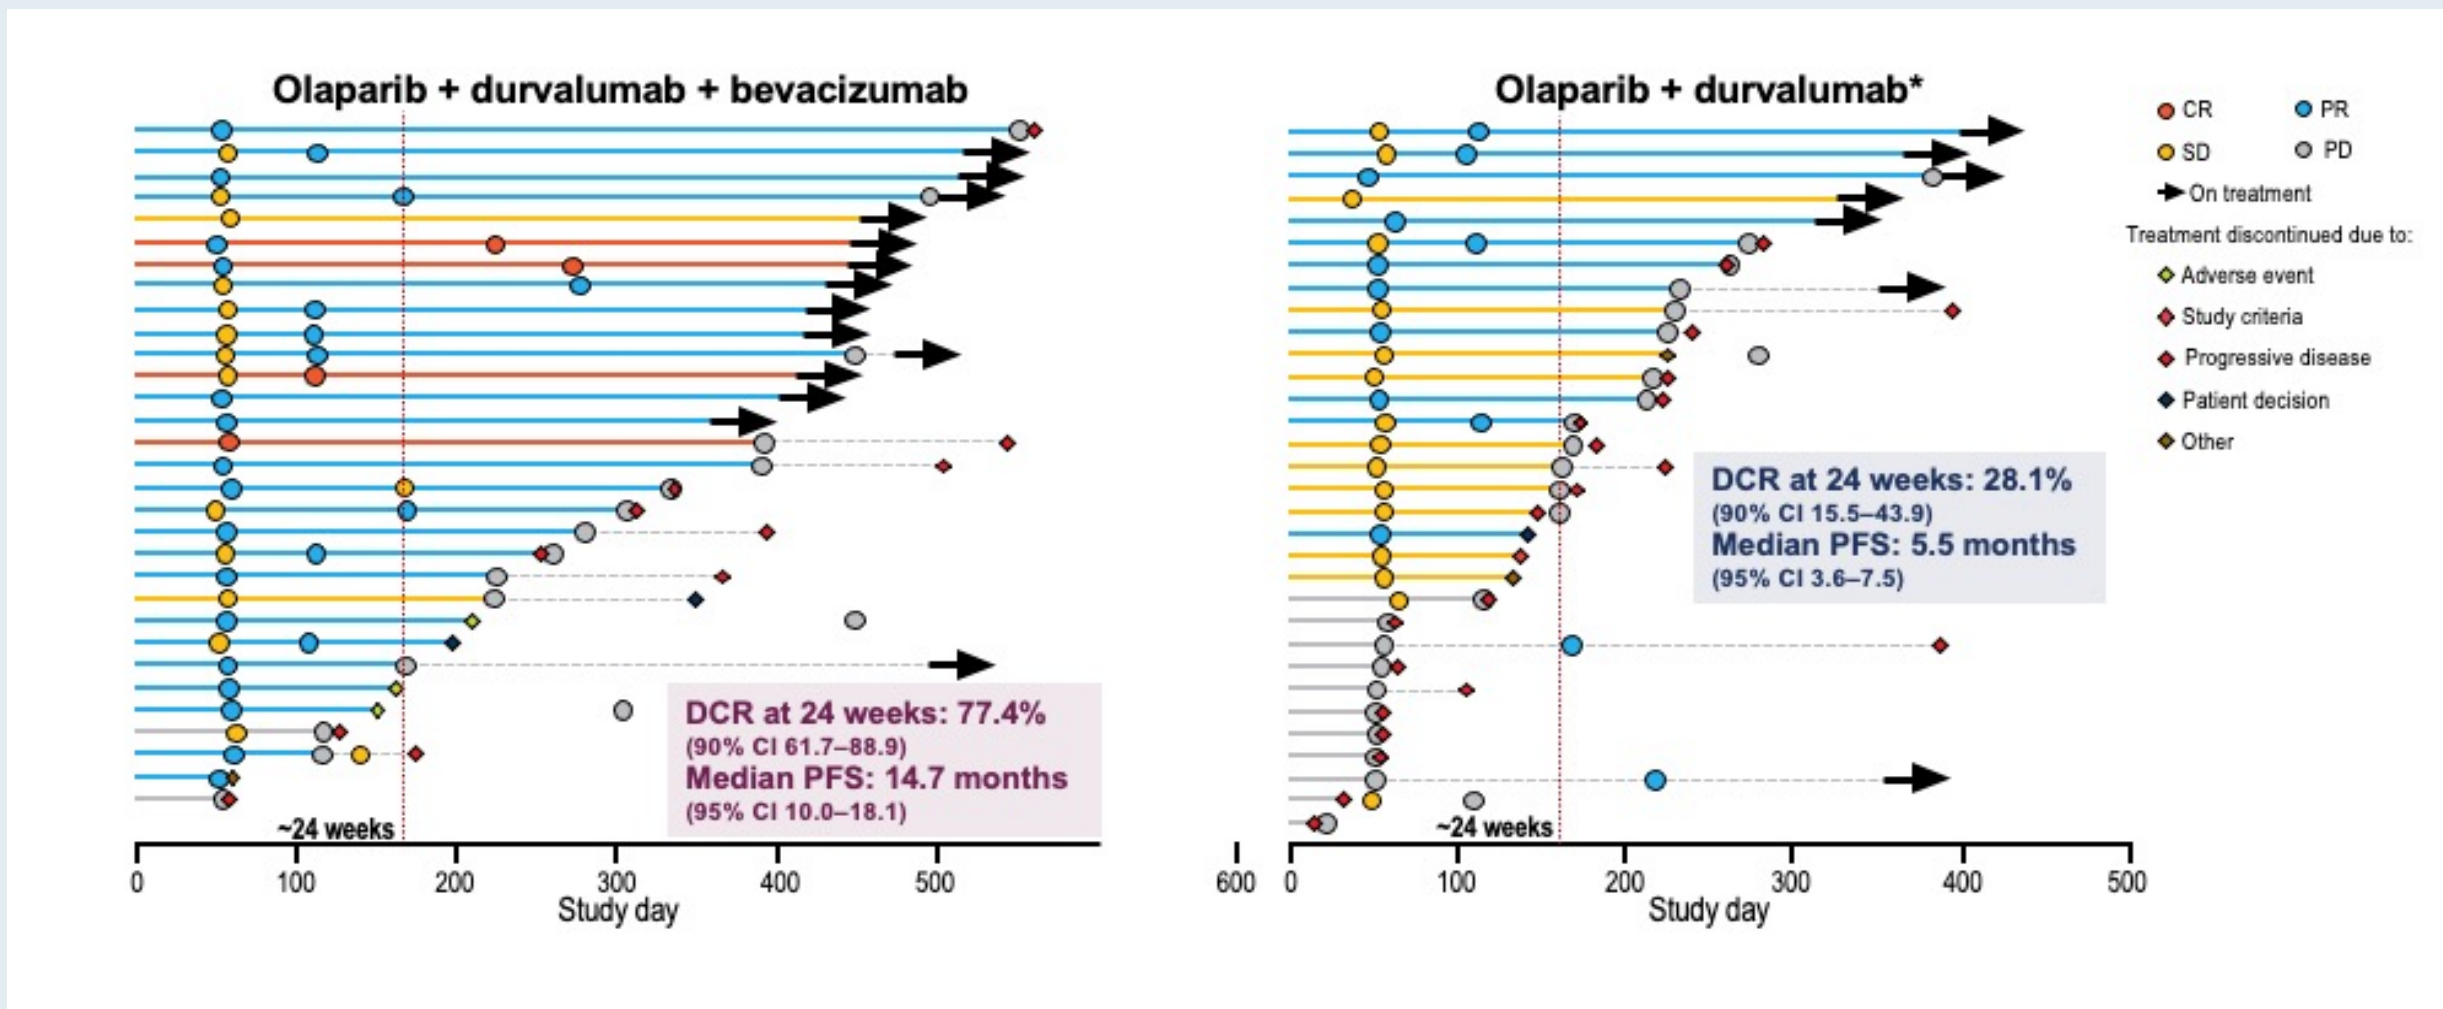 Olaparib + durvalumab + bevacizumab
DCR at 24 weeks: 77.4%
(90% CI 61.7–88.9)
Median PFS: 14.7 months
(95% CI 10.0–18.1)
~24 weeks
0 100 200 300 400 500 600
Study day
Olaparib + durvalumab*
DCR at 24 weeks: 28.1%
(90% CI 15.5–43.9)
Median PFS: 5.5 months
(95% CI 3.6–7.5)
~24 weeks
0 100 200 300 400 500
Study day
CR PR
SD PD
On treatment
Treatment discontinued due to:
Adverse event
Study criteria
Progressive disease
Patient decision
Other